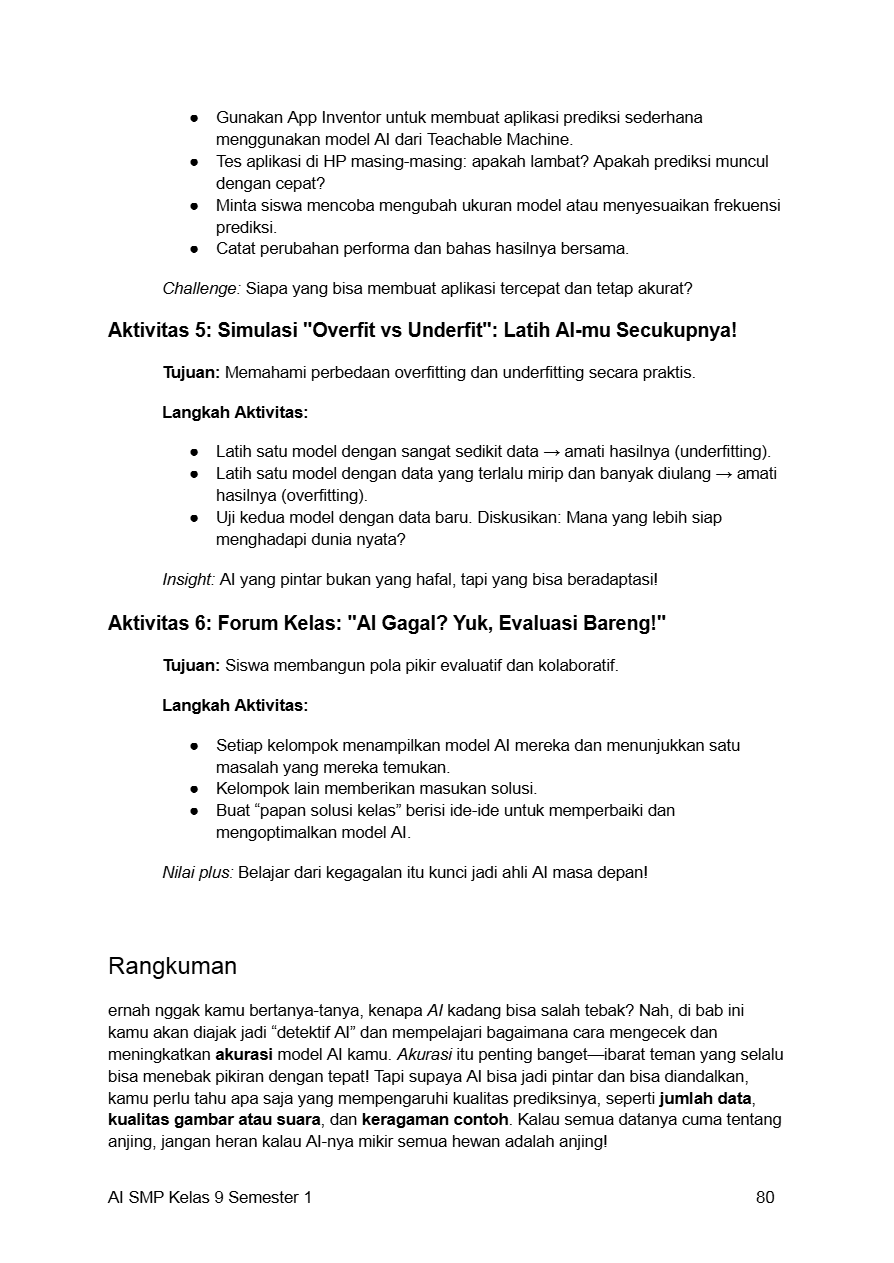 ● Gunakan App Inventor untuk membuat aplikasi prediksi sederhana
menggunakan model AI dari Teachable Machine.
● Tes aplikasi di HP masing-masing: apakah lambat? Apakah prediksi muncul
dengan cepat?
● Minta siswa mencoba mengubah ukuran model atau menyesuaikan frekuensi
prediksi.
● Catat perubahan performa dan bahas hasilnya bersama.
Challenge: Siapa yang bisa membuat aplikasi tercepat dan tetap akurat?
Aktivitas 5: Simulasi "Overfit vs Underfit": Latih AI-mu Secukupnya!
Tujuan: Memahami perbedaan overfitting dan underfitting secara praktis.
Langkah Aktivitas:
● Latih satu model dengan sangat sedikit data → amati hasilnya (underfitting).
● Latih satu model dengan data yang terlalu mirip dan banyak diulang → amati
hasilnya (overfitting).
● Uji kedua model dengan data baru. Diskusikan: Mana yang lebih siap
menghadapi dunia nyata?
Insight: AI yang pintar bukan yang hafal, tapi yang bisa beradaptasi!
Aktivitas 6: Forum Kelas: "AI Gagal? Yuk, Evaluasi Bareng!"
Tujuan: Siswa membangun pola pikir evaluatif dan kolaboratif.
Langkah Aktivitas:
● Setiap kelompok menampilkan model AI mereka dan menunjukkan satu
masalah yang mereka temukan.
● Kelompok lain memberikan masukan solusi.
● Buat “papan solusi kelas” berisi ide-ide untuk memperbaiki dan
mengoptimalkan model AI.
Nilai plus: Belajar dari kegagalan itu kunci jadi ahli AI masa depan!
Rangkuman
ernah nggak kamu bertanya-tanya, kenapa AI kadang bisa salah tebak? Nah, di bab ini
kamu akan diajak jadi “detektif AI” dan mempelajari bagaimana cara mengecek dan
meningkatkan akurasi model AI kamu. Akurasi itu penting banget—ibarat teman yang selalu
bisa menebak pikiran dengan tepat! Tapi supaya AI bisa jadi pintar dan bisa diandalkan,
kamu perlu tahu apa saja yang mempengaruhi kualitas prediksinya, seperti jumlah data,
kualitas gambar atau suara, dan keragaman contoh. Kalau semua datanya cuma tentang
anjing, jangan heran kalau AI-nya mikir semua hewan adalah anjing!
AI SMP Kelas 9 Semester 1 80